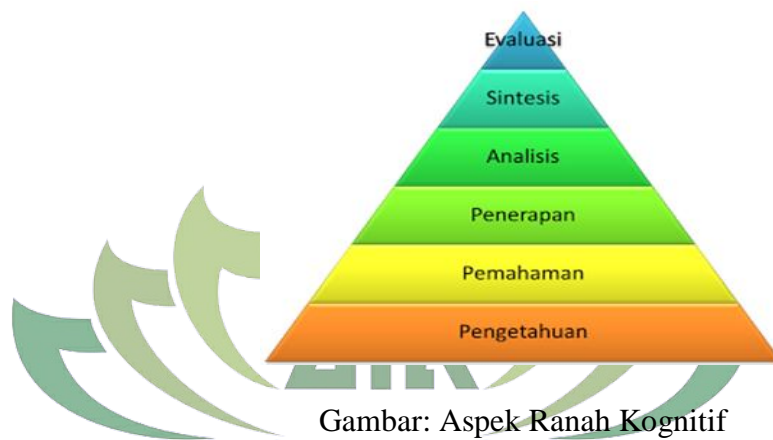 Evaluasi
Sintesis
Analisis
Penerapan
Pemahaman
Pengetahuan
Gambar: Aspek Ranah Kognitif